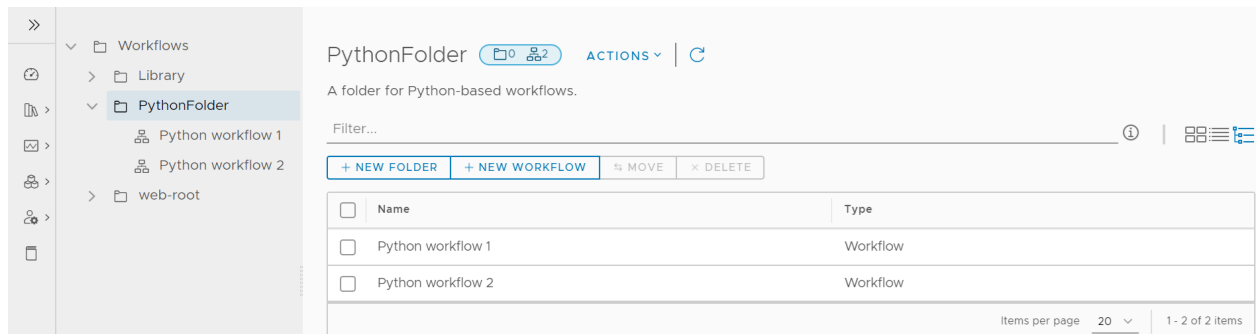 Workflows
Library
PythonFolder
Python workflow 1
Python workflow 2
web-root
PythonFolder 0 2 ACTIONS
A folder for Python-based workflows.
Filter...
+ NEW FOLDER + NEW WORKFLOW MOVE × DELETE
Name Type
Python workflow 1 Workflow
Python workflow 2 Workflow
Items per page 20 1 - 2 of 2 items